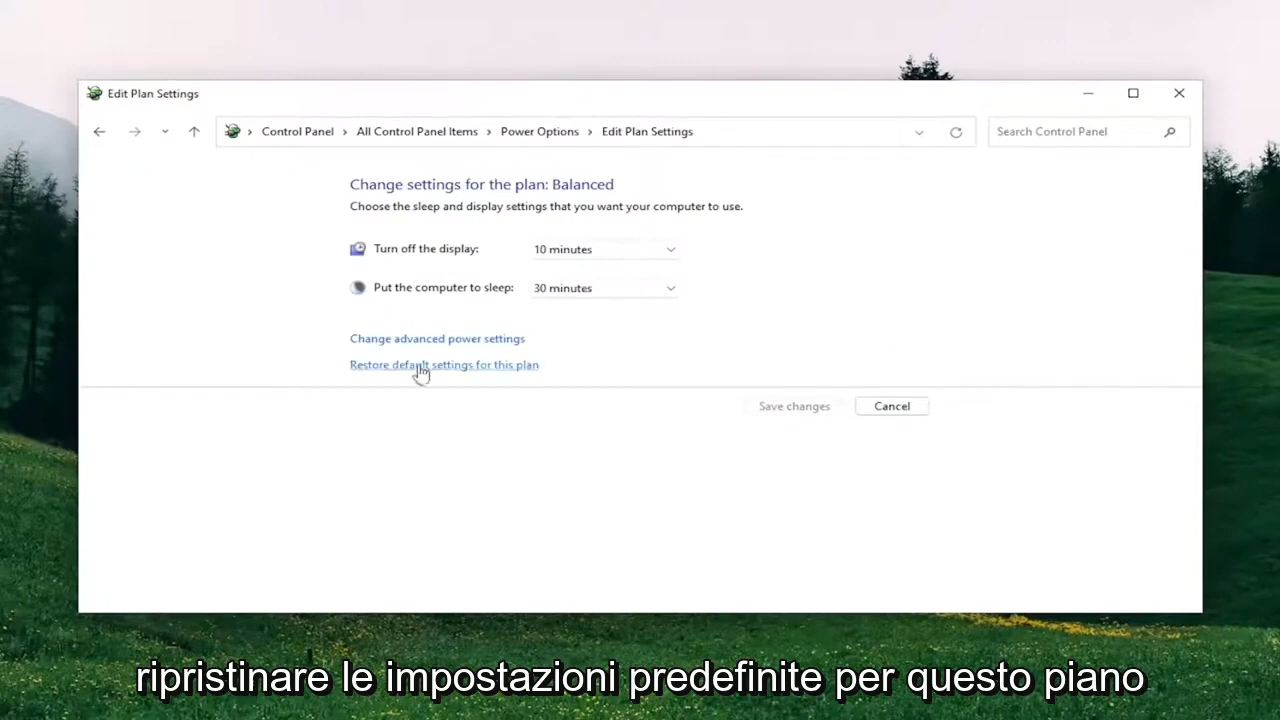 Edit Plan Settings
Control Panel > All Control Panel Items > Power Options > Edit Plan Settings
Search Control Panel
Change settings for the plan: Balanced
Choose the sleep and display settings that you want your computer to use.
Turn off the display: 10 minutes
Put the computer to sleep: 30 minutes
Change advanced power settings
Restore default settings for this plan
Save changes Cancel
ripristinare le impostazioni predefinite per questo piano